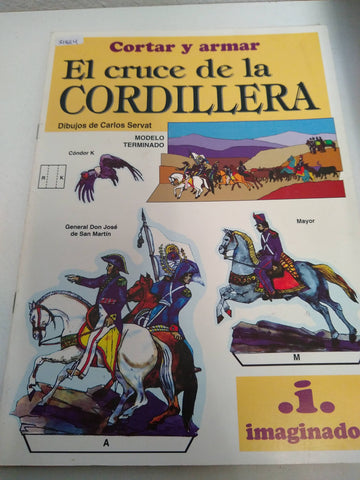 Cortar y armar
El cruce de la
CORDILLERA
Dibujos de Carlos Servat
MODELO
TERMINADO
Cóndor K
R K
General Don José
de San Martín
Mayor
A
M
.i.
imaginado